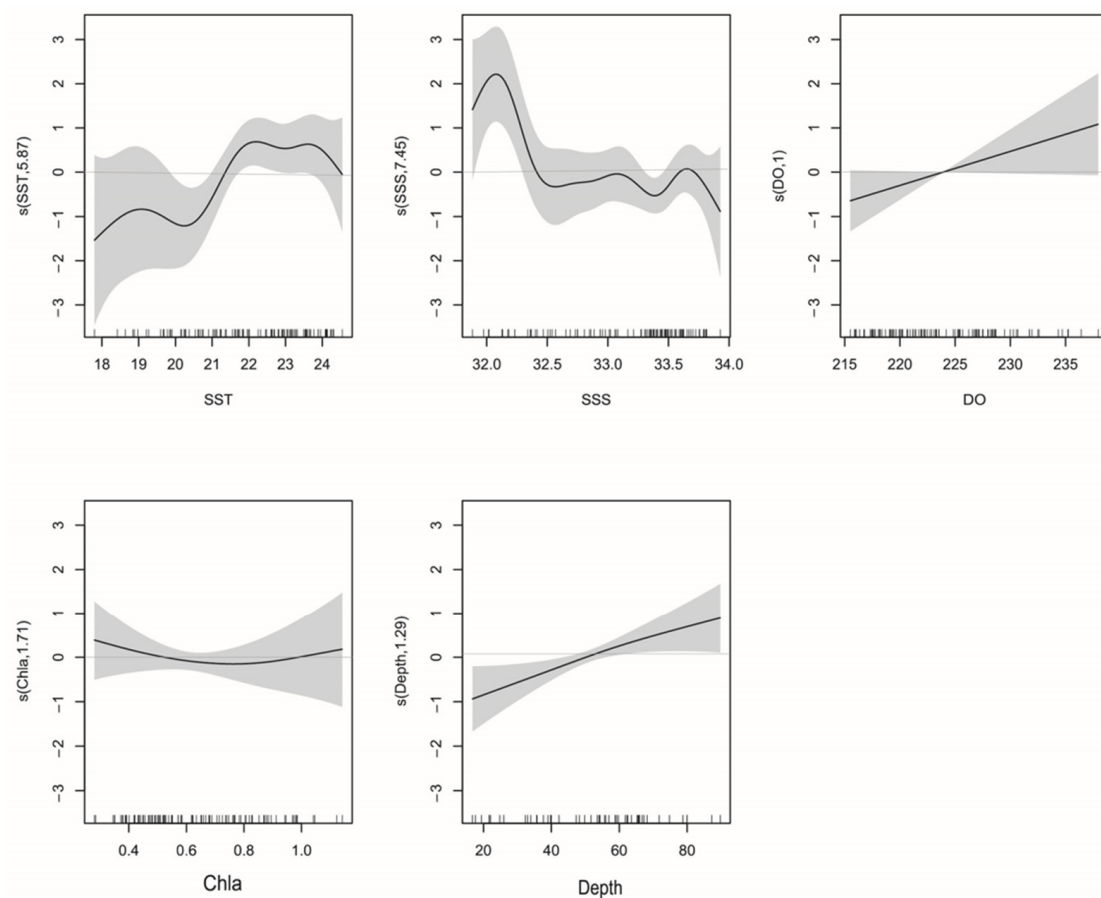 3
2
1
0
−1
−2
−3
s(SST,5.87)
18 19 20 21 22 23 24
SST
3
2
1
0
−1
−2
−3
s(SSS,7.45)
32.0 32.5 33.0 33.5 34.0
SSS
3
2
1
0
−1
−2
−3
s(DO,1)
215 220 225 230 235
DO
3
2
1
0
−1
−2
−3
s(Chla,1.71)
0.4 0.6 0.8 1.0
Chla
3
2
1
0
−1
−2
−3
s(Depth,1.29)
20 40 60 80
Depth